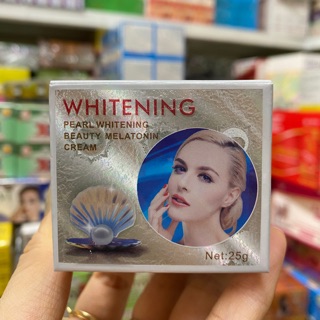 WHITENING
PEARL WHITENING
BEAUTY MELATONIN
CREAM
Net:25g